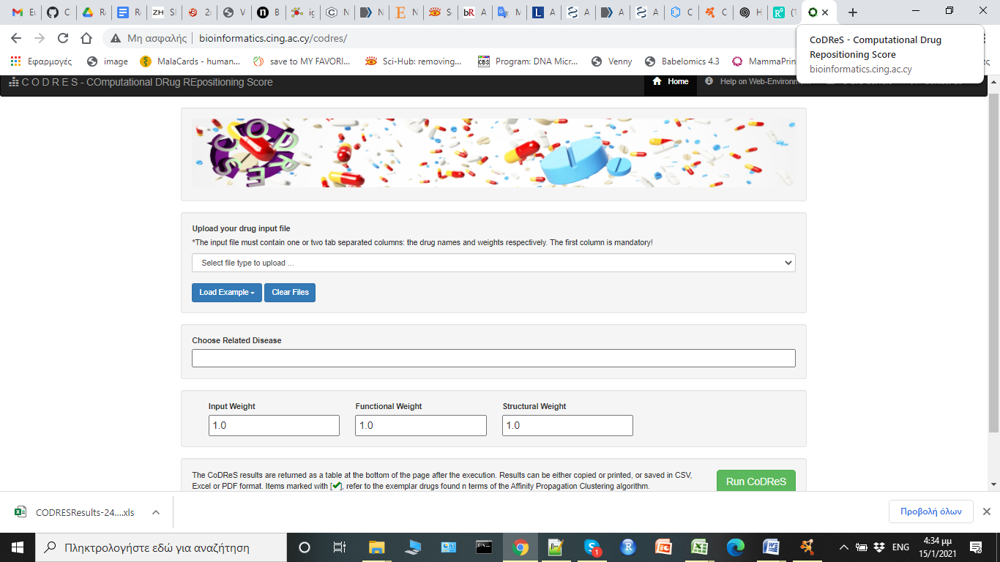 Μη ασφαλής
bioinformatics.cing.ac.cy/codres/
CoDReS - Computational Drug
Repositioning Score
bioinformatics.cing.ac.cy
Εφαρμογές
image
MalaCards - human...
save to MY FAVORI...
Sci-Hub: removing...
Program: DNA Micr...
Venny
Babelomics 4.3
MammaPrin
C O D R E S - COmputational DRug REpositioning Score
Home
Help on Web-Environm
CODRES
Upload your drug input file
*The input file must contain one or two tab separated columns: the drug names and weights respectively. The first column is mandatory!
Select file type to upload ...
Load Example
Clear Files
Choose Related Disease
Input Weight
Functional Weight
Structural Weight
1.0
1.0
1.0
The CoDReS results are returned as a table at the bottom of the page after the execution. Results can be either copied or printed, or saved in CSV,
Excel or PDF format. Items marked with [✔], refer to the exemplar drugs found n terms of the Affinity Propagation Clustering algorithm.
Run CoDReS
CODRESResults-24....xls
Προβολή όλων
Πληκτρολογήστε εδώ για αναζήτηση
ENG
4:34 μμ
15/1/2021